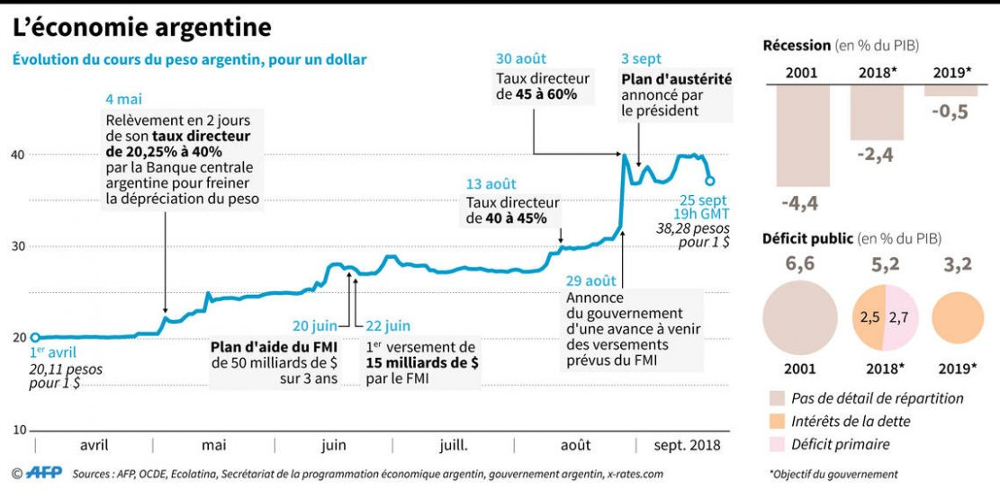 L'économie argentine
Évolution du cours du peso argentin, pour un dollar
4 mai
Relèvement en 2 jours
de son taux directeur
de 20,25% à 40%
par la Banque centrale
argentine pour freiner
la dépréciation du peso
30 août
Taux directeur
de 45 à 60%
3 sept
Plan d'austérité
annoncé par
le président
13 août
Taux directeur
de 40 à 45%
25 sept
19h GMT
38,28 pesos
pour 1 $
29 août
Annonce
du gouvernement
d'une avance à venir
des versements
prévus du FMI
20 juin
Plan d'aide du FMI
de 50 milliards de $
sur 3 ans
22 juin
1er versement de
15 milliards de $
par le FMI
1er avril
20,11 pesos
pour 1 $
40
30
20
10
avril mai juin juill. août sept. 2018
Récession (en % du PIB)
2001 2018* 2019*
-4,4 -2,4 -0,5
Déficit public (en % du PIB)
6,6 5,2 3,2
2,5 2,7
2001 2018* 2019*
Pas de détail de répartition
Intérêts de la dette
Déficit primaire
© AFP Sources : AFP, OCDE, Ecolatina, Secrétariat de la programmation économique argentin, gouvernement argentin, x-rates.com
*Objectif du gouvernement